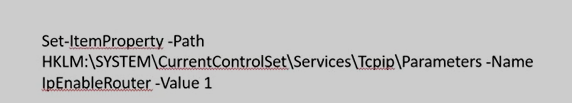 Set-ItemProperty -Path
HKLM:\SYSTEM\CurrentControlSet\Services\Tcpip\Parameters -Name
IpEnableRouter -Value 1